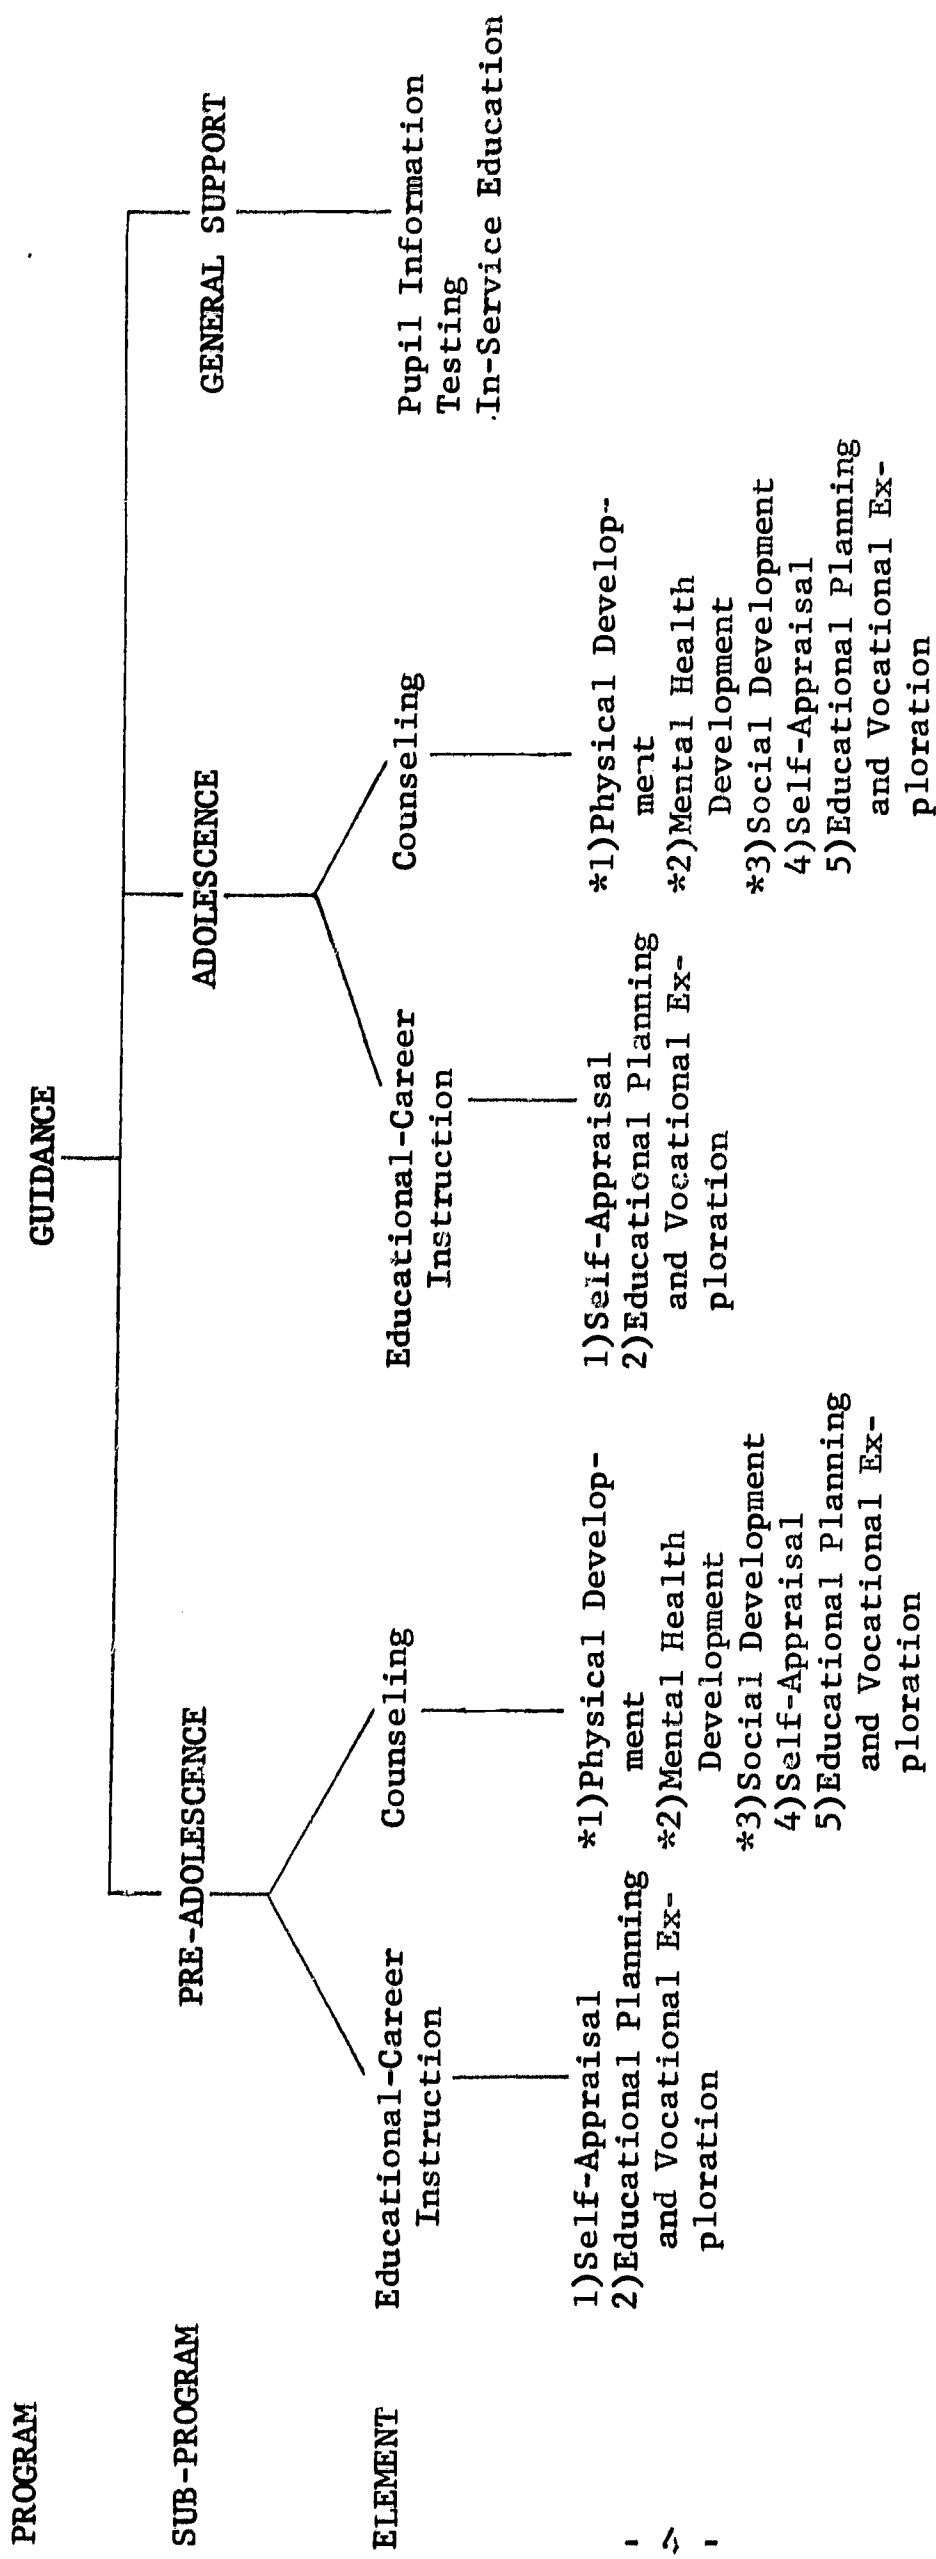 PROGRAM
GUIDANCE
SUB-PROGRAM
PRE-ADOLESCENCE
ADOLESCENCE
GENERAL SUPPORT
ELEMENT
Educational-Career
Instruction
Counseling
Educational-Career
Instruction
Counseling
Pupil Information
Testing
In-Service Education
1)Self-Appraisal
2)Educational Planning
and Vocational Ex-
ploration
*1)Physical Develop-
ment
*2)Mental Health
Development
*3)Social Development
4)Self-Appraisal
5)Educational Planning
and Vocational Ex-
ploration
1)Self-Appraisal
2)Educational Planning
and Vocational Ex-
ploration
*1)Physical Develop-
ment
*2)Mental Health
Development
*3)Social Development
4)Self-Appraisal
5)Educational Planning
and Vocational Ex-
ploration
- 4 -